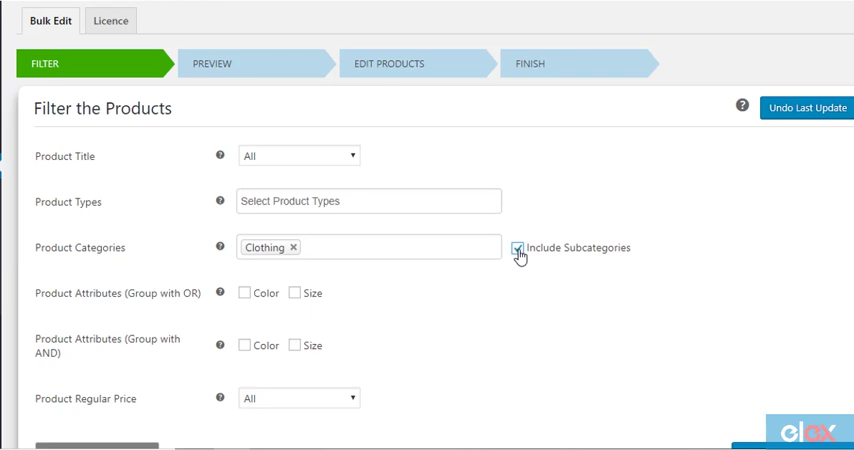 Bulk Edit Licence
FILTER PREVIEW EDIT PRODUCTS FINISH
Filter the Products ? Undo Last Update
Product Title ? All
Product Types ? Select Product Types
Product Categories ? Clothing × Include Subcategories
Product Attributes (Group with OR) ? Color Size
Product Attributes (Group with
AND) ? Color Size
Product Regular Price ? All
elex